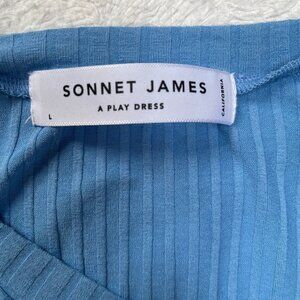 SONNET JAMES
A PLAY DRESS
L
CALIFORNIA